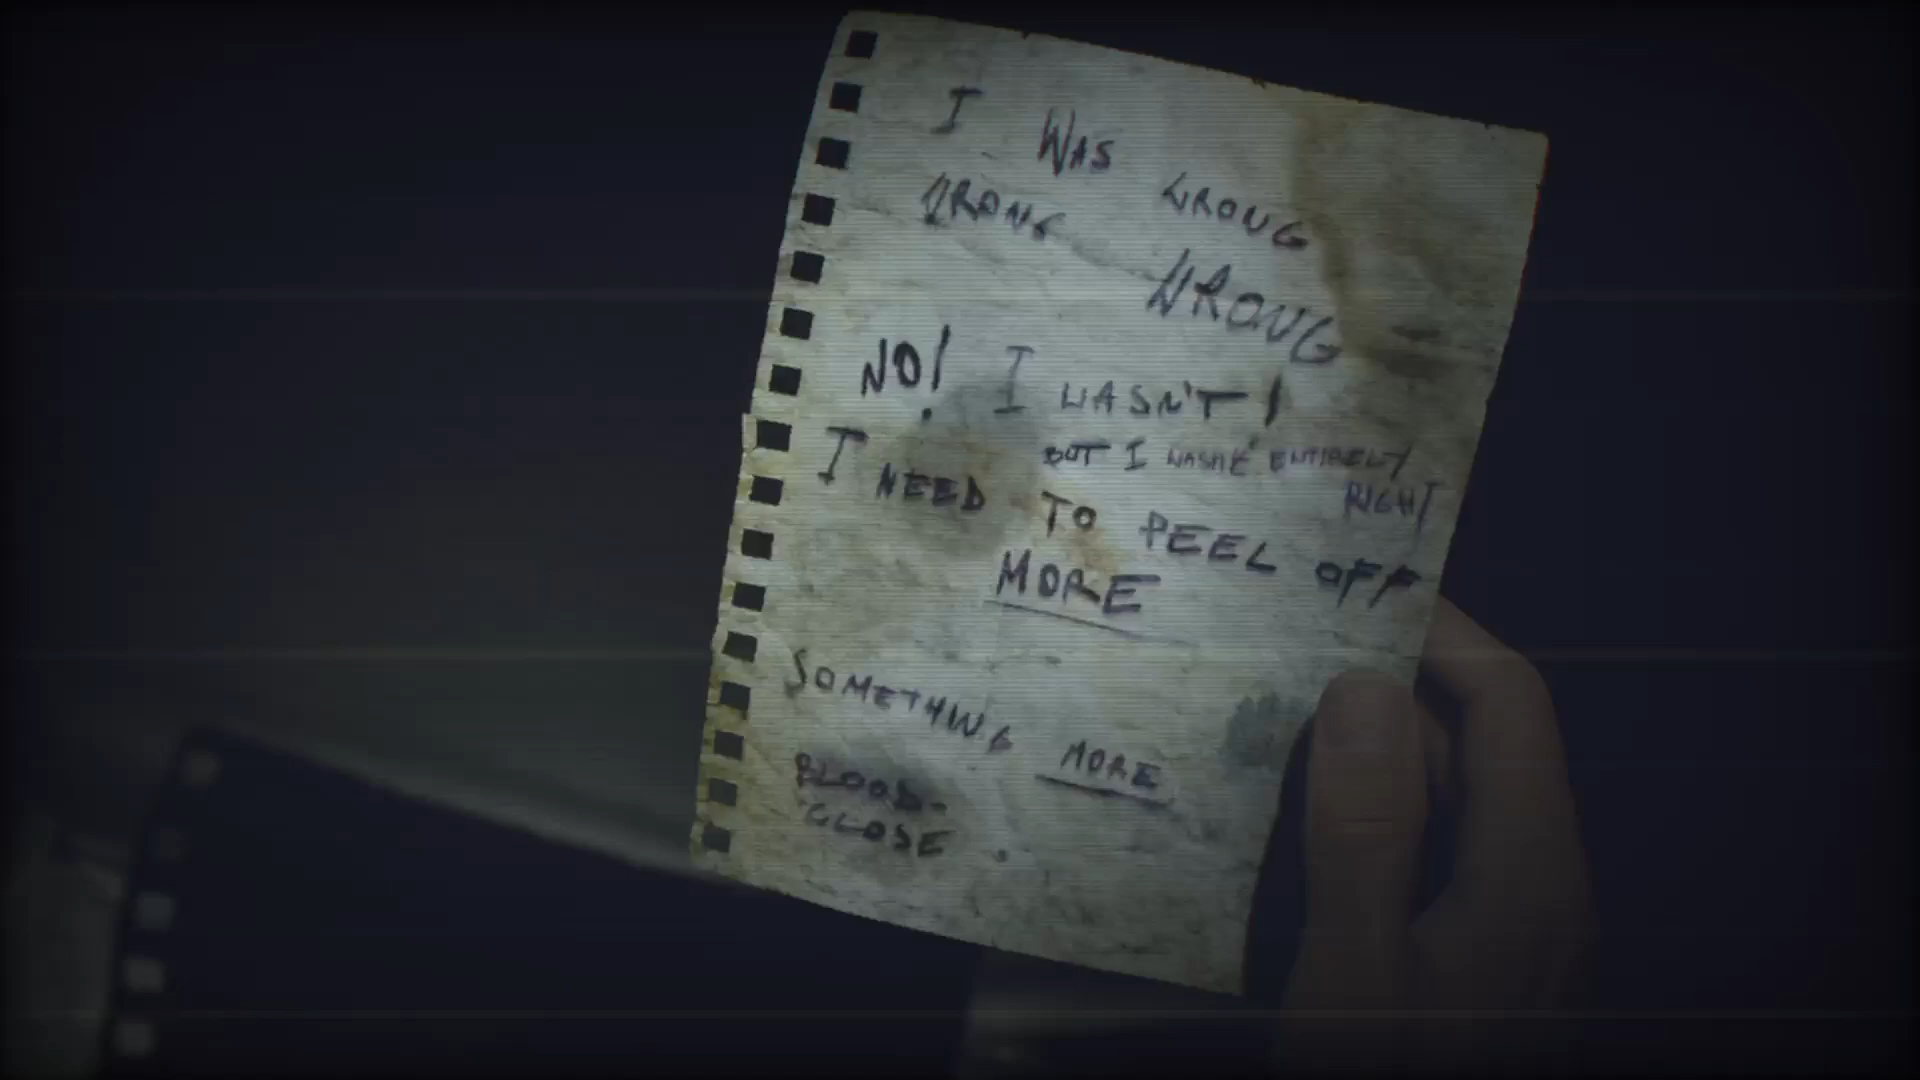 I WAS WRONG
WRONG
WRONG
NO! I WASN'T!
BUT I WASN'T ENTIRELY
RIGHT
I NEED TO PEEL OFF
MORE
SOMETHING MORE
BLOOD-
CLOSE.